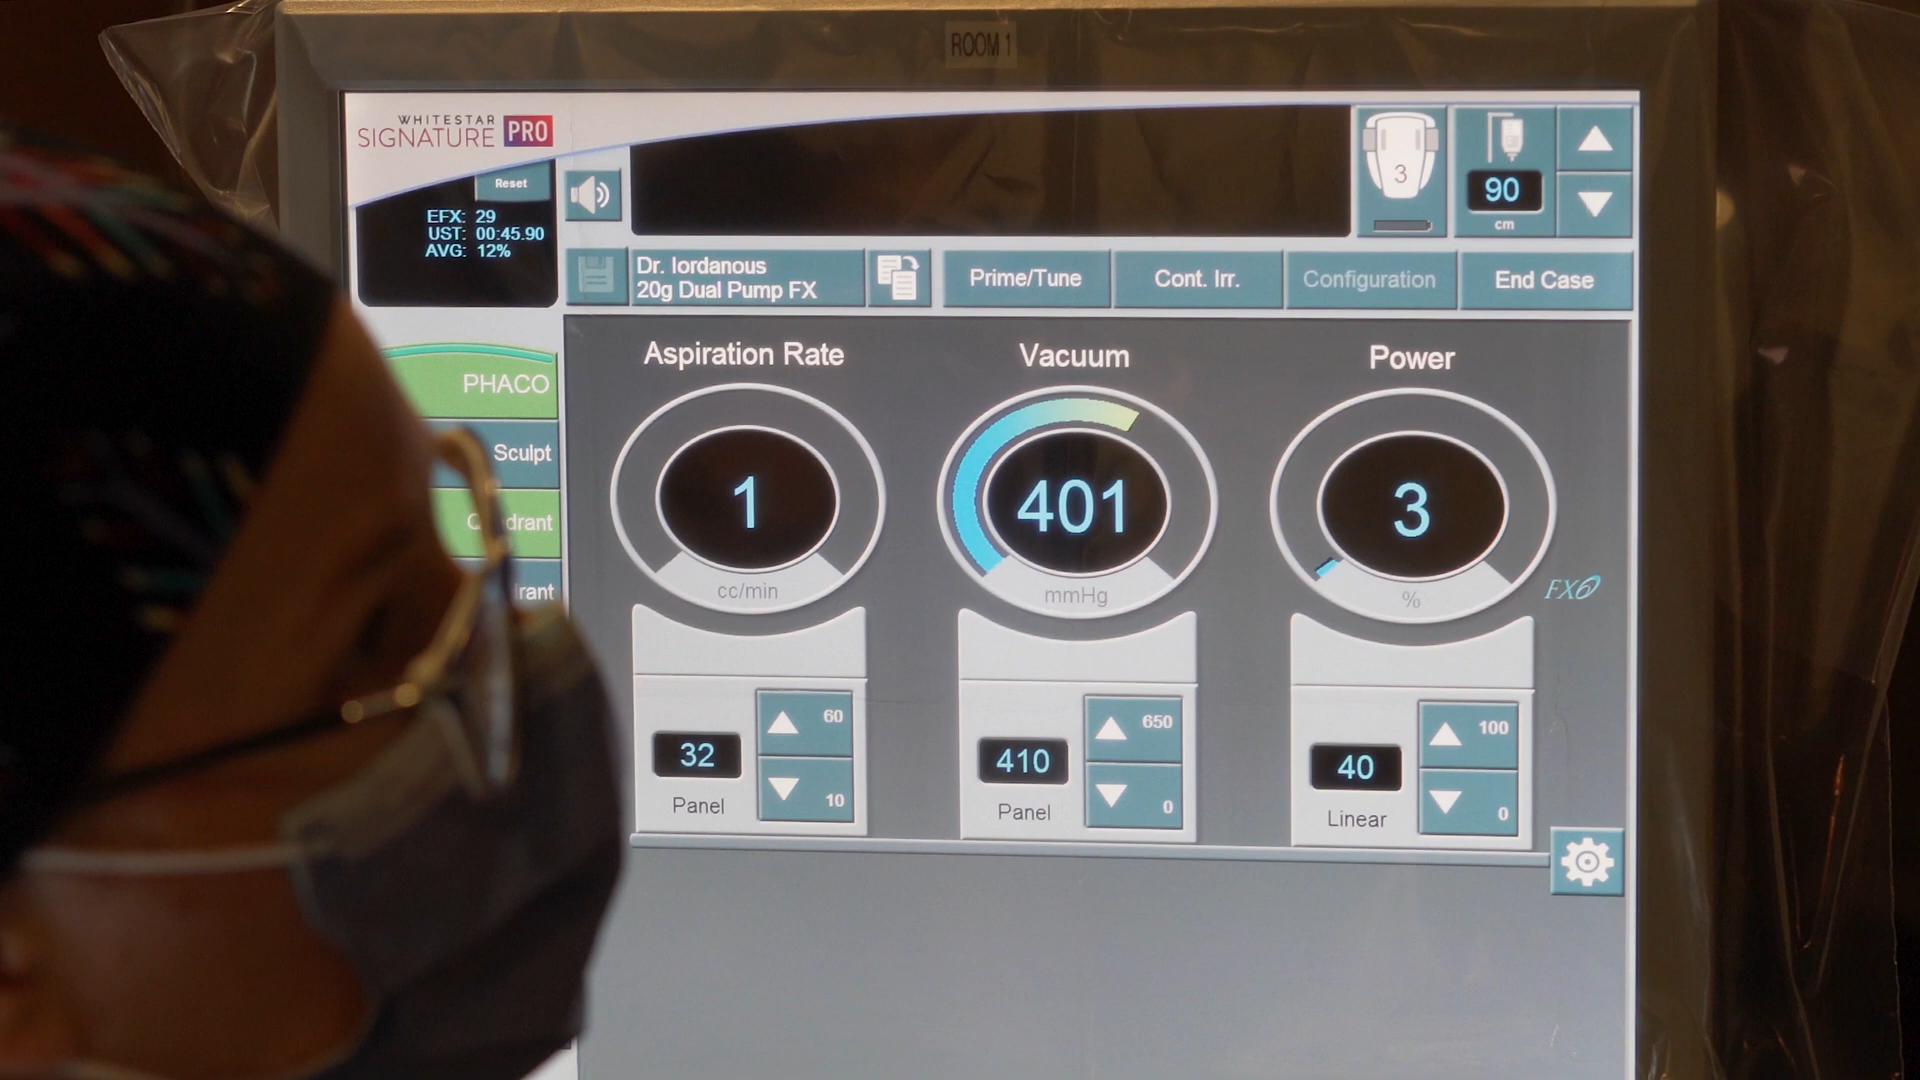 ROOM 1
WHITESTAR
SIGNATURE PRO
Reset
EFX: 29
UST: 00:45.90
AVG: 12%
3
90
cm
Dr. Iordanous
20g Dual Pump FX
Prime/Tune
Cont. Irr.
Configuration
End Case
PHACO
Sculpt
Quadrant
Aspiration Rate
1
cc/min
Vacuum
401
mmHg
Power
3
%
FX6
32
Panel
60
10
410
Panel
650
0
40
Linear
100
0